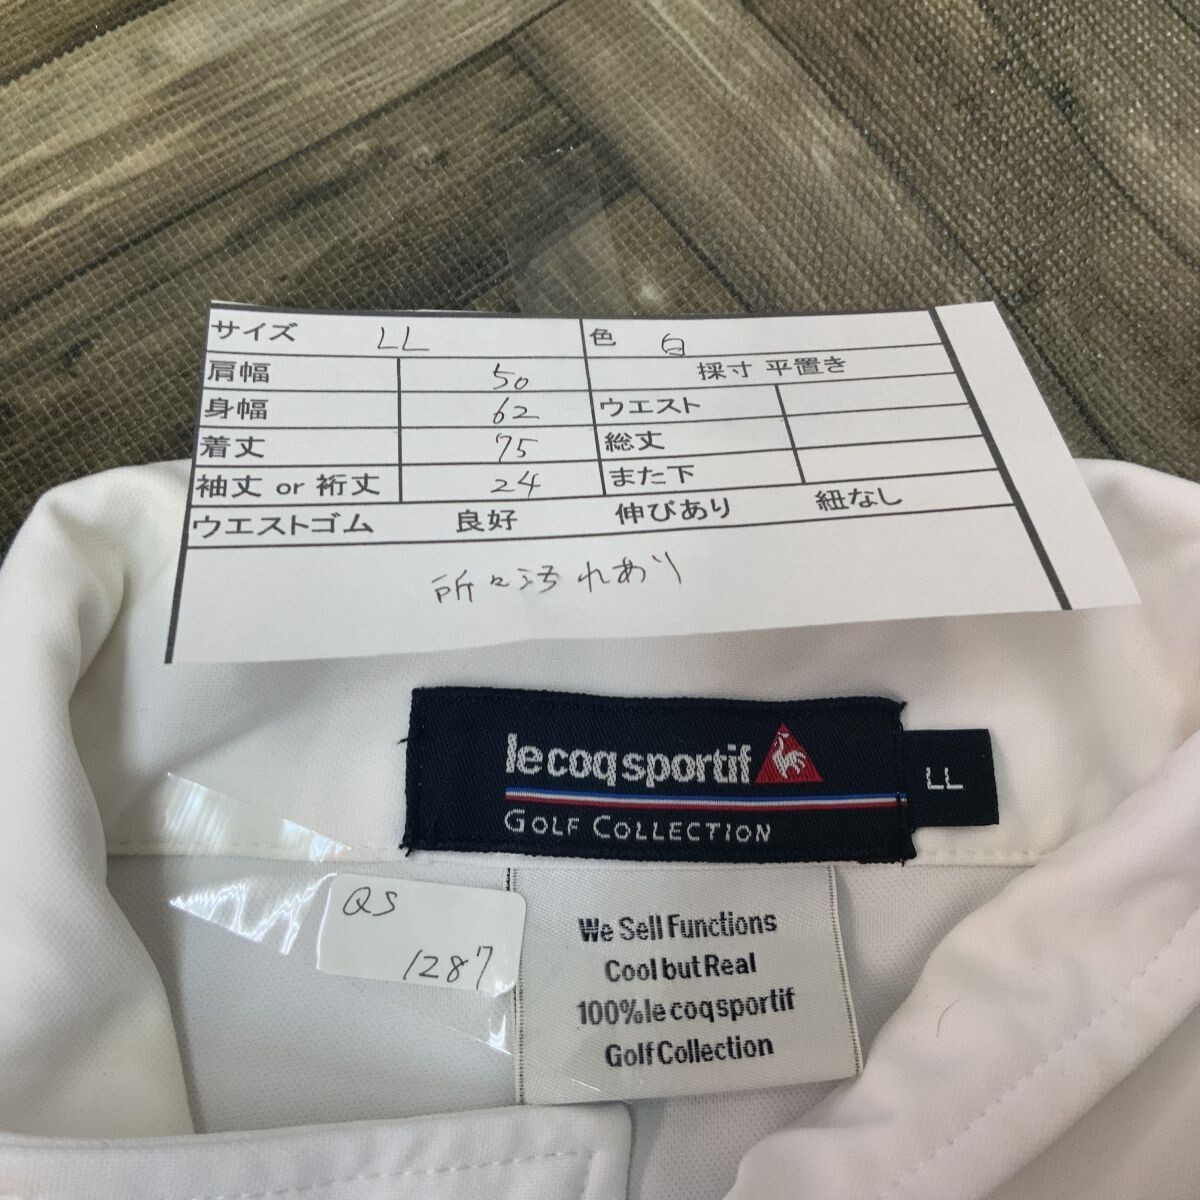 サイズ LL 色 白
肩幅 50 採寸 平置き
身幅 62 ウエスト
着丈 75 総丈
袖丈 or 裄丈 24 また下
ウエストゴム 良好 伸びあり 紐なし
所々汚れあり
le coq sportif
GOLF COLLECTION
LL
QS
1287
We Sell Functions
Cool but Real
100% le coq sportif
Golf Collection